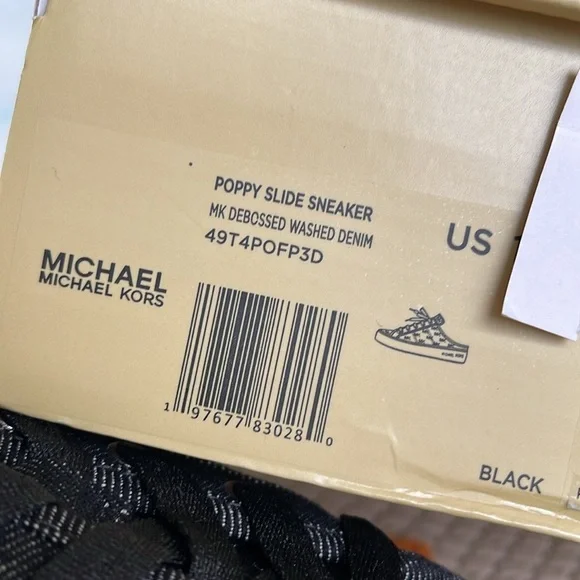 POPPY SLIDE SNEAKER
MK DEBOSSED WASHED DENIM
49T4POFP3D
US
MICHAEL
MICHAEL KORS
1 97677 83028 0
BLACK